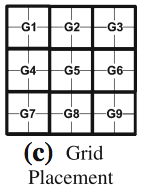 G1 G2 G3
G4 G5 G6
G7 G8 G9
(c) Grid
Placement